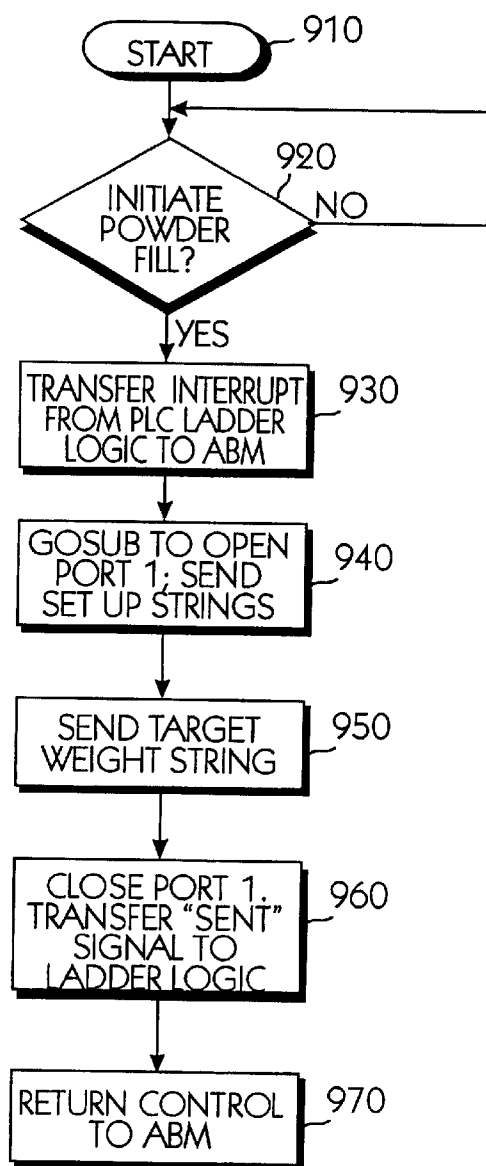 START
910
920
INITIATE
POWDER
FILL?
NO
YES
TRANSFER INTERRUPT
FROM PLC LADDER
LOGIC TO ABM
930
GOSUB TO OPEN
PORT 1; SEND
SET UP STRINGS
940
SEND TARGET
WEIGHT STRING
950
CLOSE PORT 1.
TRANSFER “SENT”
SIGNAL TO
LADDER LOGIC
960
RETURN CONTROL
TO ABM
970